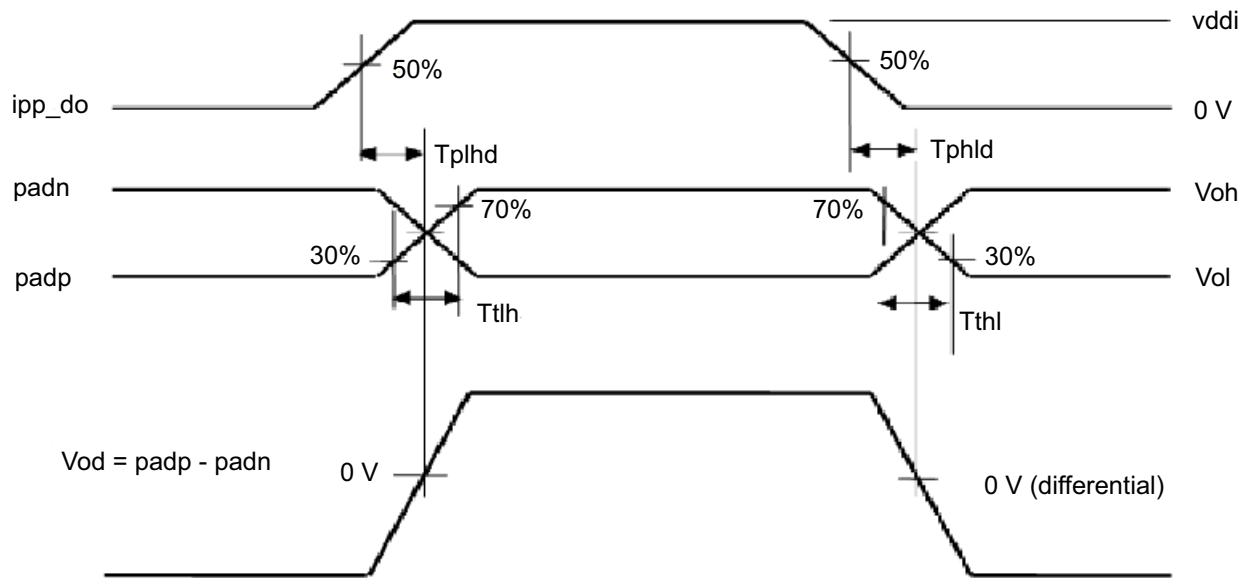 vddi
50%
50%
ipp_do
0 V
Tplhd
Tphld
padn
Voh
70%
70%
30%
30%
padp
Vol
Ttlh
Tthl
Vod = padp - padn
0 V
0 V (differential)